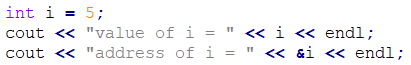 int i = 5;
cout << "value of i = " << i << endl;
cout << "address of i = " << &i << endl;